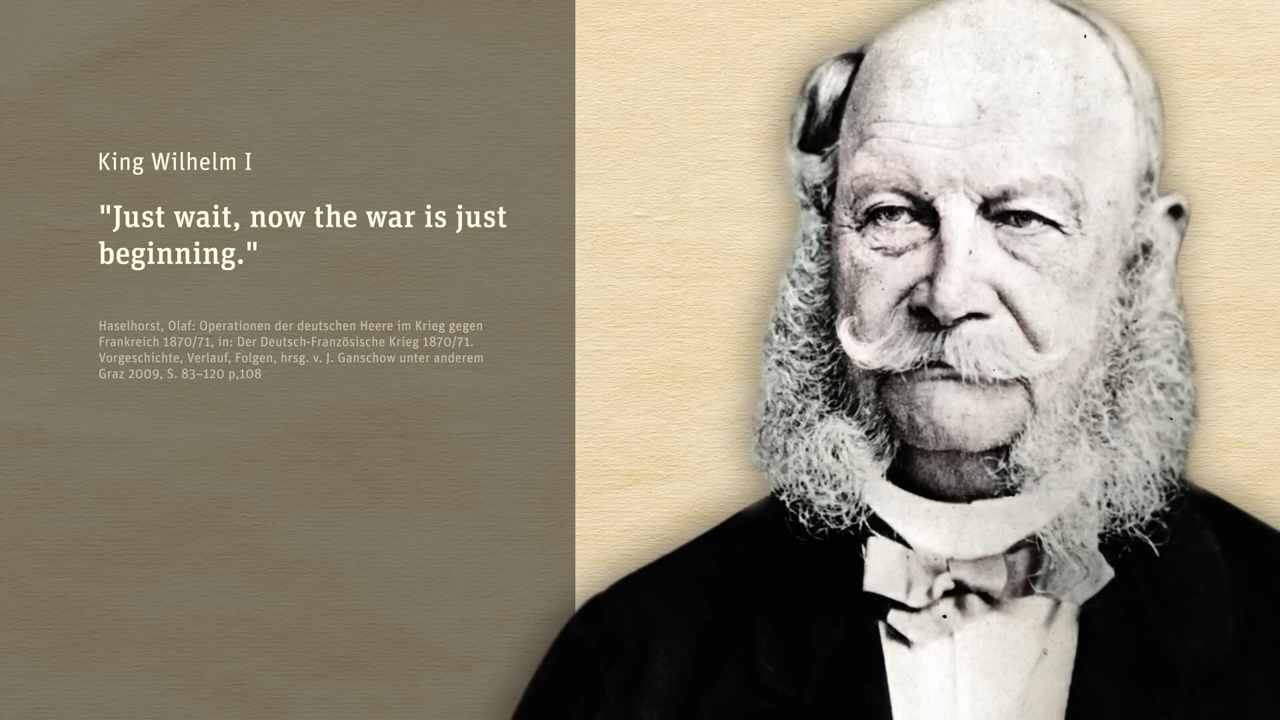 King Wilhelm I
"Just wait, now the war is just
beginning."
Haselhorst, Olaf: Operationen der deutschen Heere im Krieg gegen
Frankreich 1870/71, in: Der Deutsch-Französische Krieg 1870/71.
Vorgeschichte, Verlauf, Folgen, hrsg. v. J. Ganschow unter anderem
Graz 2009, S. 83–120 p,108